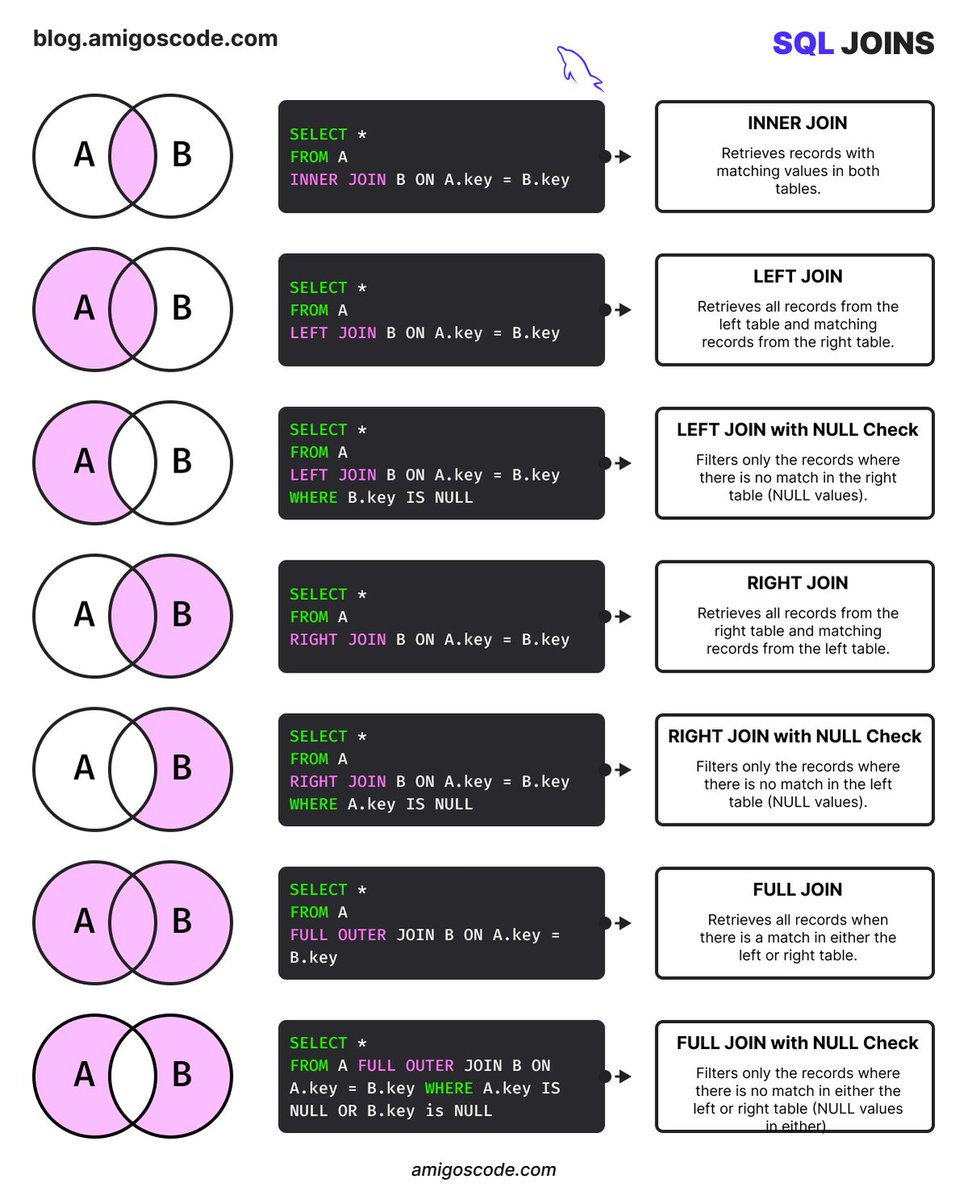 blog.amigoscode.com
SQL JOINS
A B
SELECT *
FROM A
INNER JOIN B ON A.key = B.key
INNER JOIN
Retrieves records with
matching values in both
tables.
A B
SELECT *
FROM A
LEFT JOIN B ON A.key = B.key
LEFT JOIN
Retrieves all records from the
left table and matching
records from the right table.
A B
SELECT *
FROM A
LEFT JOIN B ON A.key = B.key
WHERE B.key IS NULL
LEFT JOIN with NULL Check
Filters only the records where
there is no match in the right
table (NULL values).
A B
SELECT *
FROM A
RIGHT JOIN B ON A.key = B.key
RIGHT JOIN
Retrieves all records from the
right table and matching
records from the left table.
A B
SELECT *
FROM A
RIGHT JOIN B ON A.key = B.key
WHERE A.key IS NULL
RIGHT JOIN with NULL Check
Filters only the records where
there is no match in the left
table (NULL values).
A B
SELECT *
FROM A
FULL OUTER JOIN B ON A.key =
B.key
FULL JOIN
Retrieves all records when
there is a match in either the
left or right table.
A B
SELECT *
FROM A FULL OUTER JOIN B ON
A.key = B.key WHERE A.key IS
NULL OR B.key is NULL
FULL JOIN with NULL Check
Filters only the records where
there is no match in either the
left or right table (NULL values
in either).
amigoscode.com